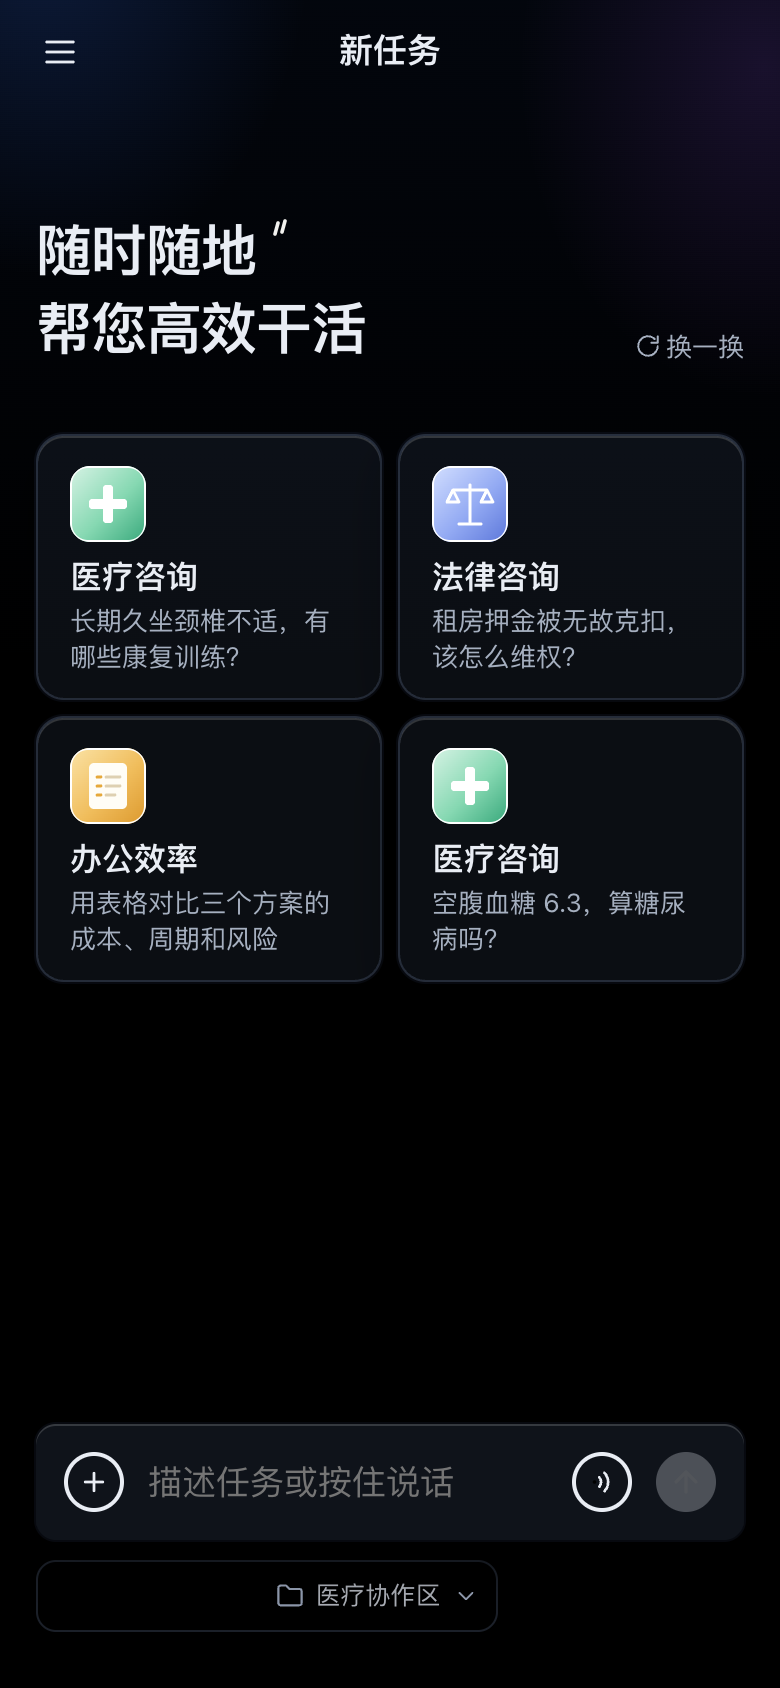 新任务
随时随地
帮您高效干活
换一换
医疗咨询
长期久坐颈椎不适，有
哪些康复训练?
法律咨询
租房押金被无故克扣，
该怎么维权?
办公效率
用表格对比三个方案的
成本、周期和风险
医疗咨询
空腹血糖 6.3，算糖尿
病吗?
描述任务或按住说话
医疗协作区